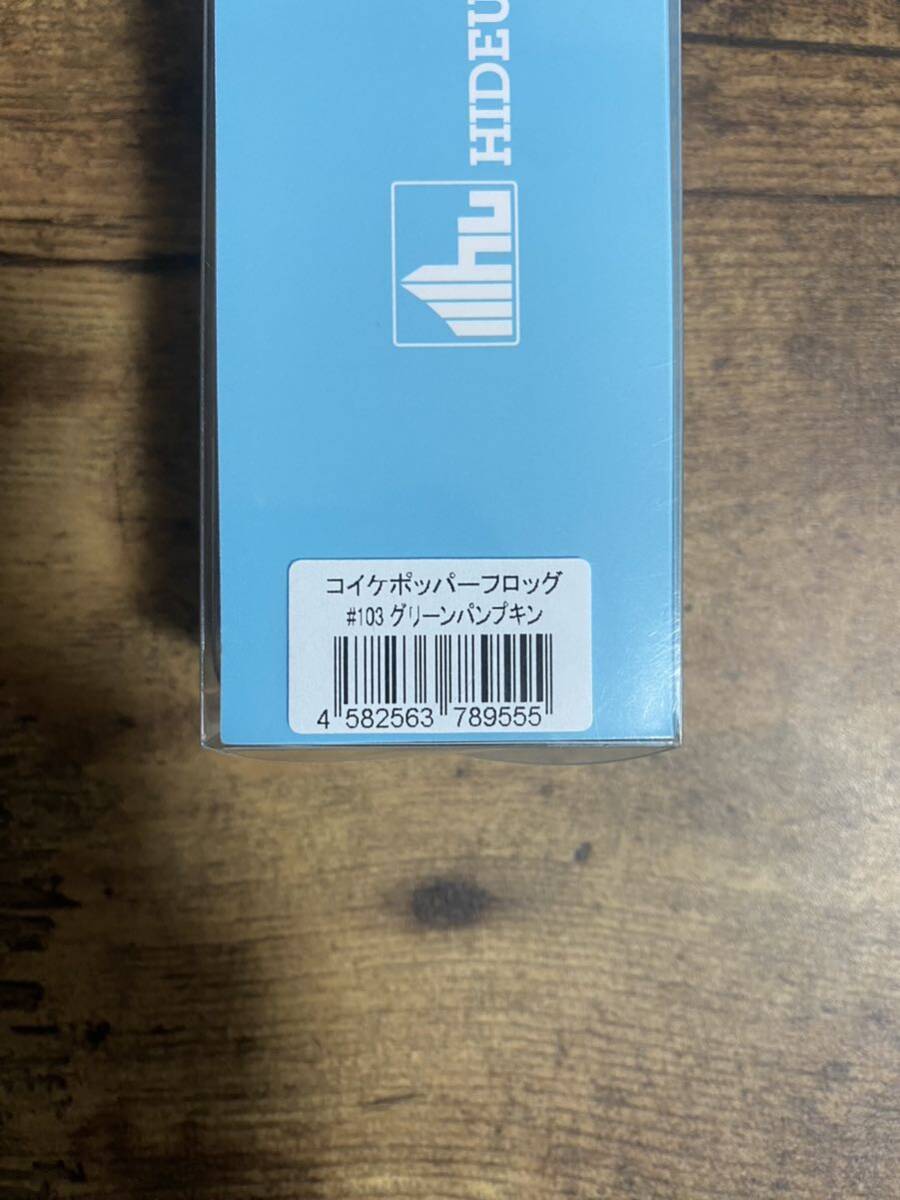 HIDEU
コイケポッパーフロッグ
#103 グリーンパンプキン
4 582563 789555